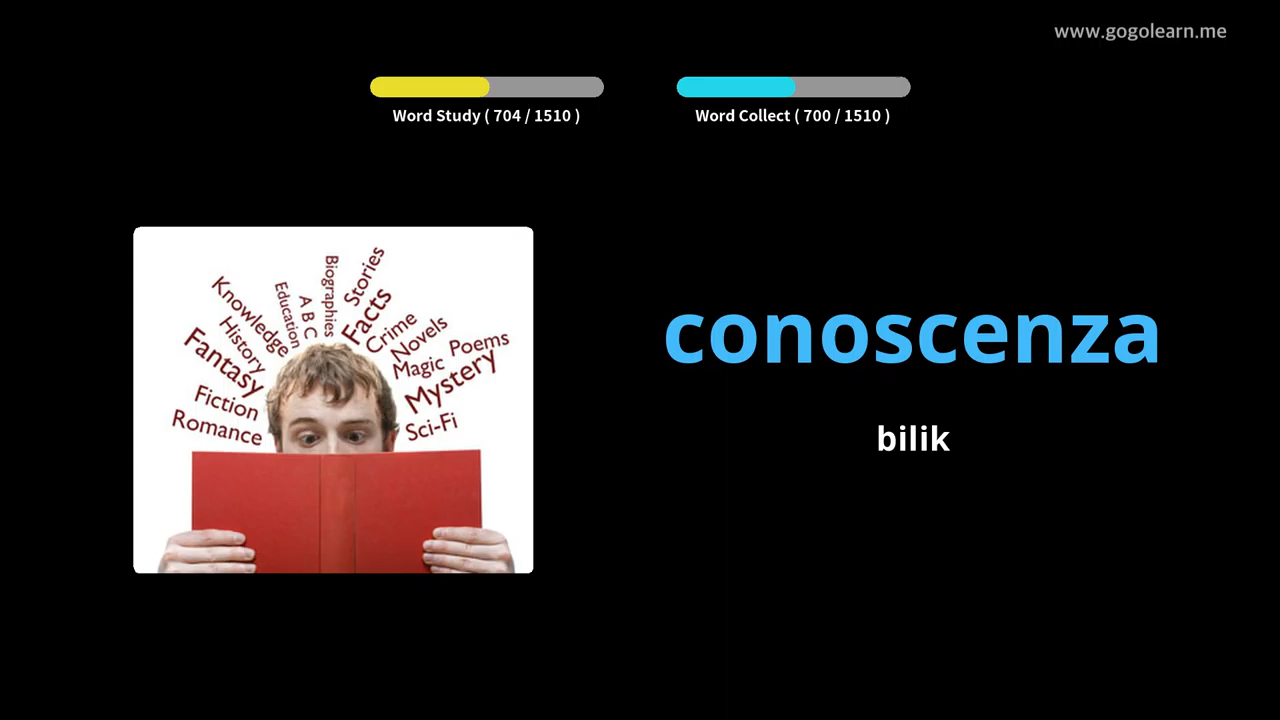 www.gogolearn.me
Word Study ( 704 / 1510 )
Word Collect ( 700 / 1510 )
Romance
Fiction
Fantasy
History
Knowledge
Education
A B C
Biographies
Stories
Facts
Crime
Novels
Magic
Poems
Mystery
Sci-Fi
conoscenza
bilik